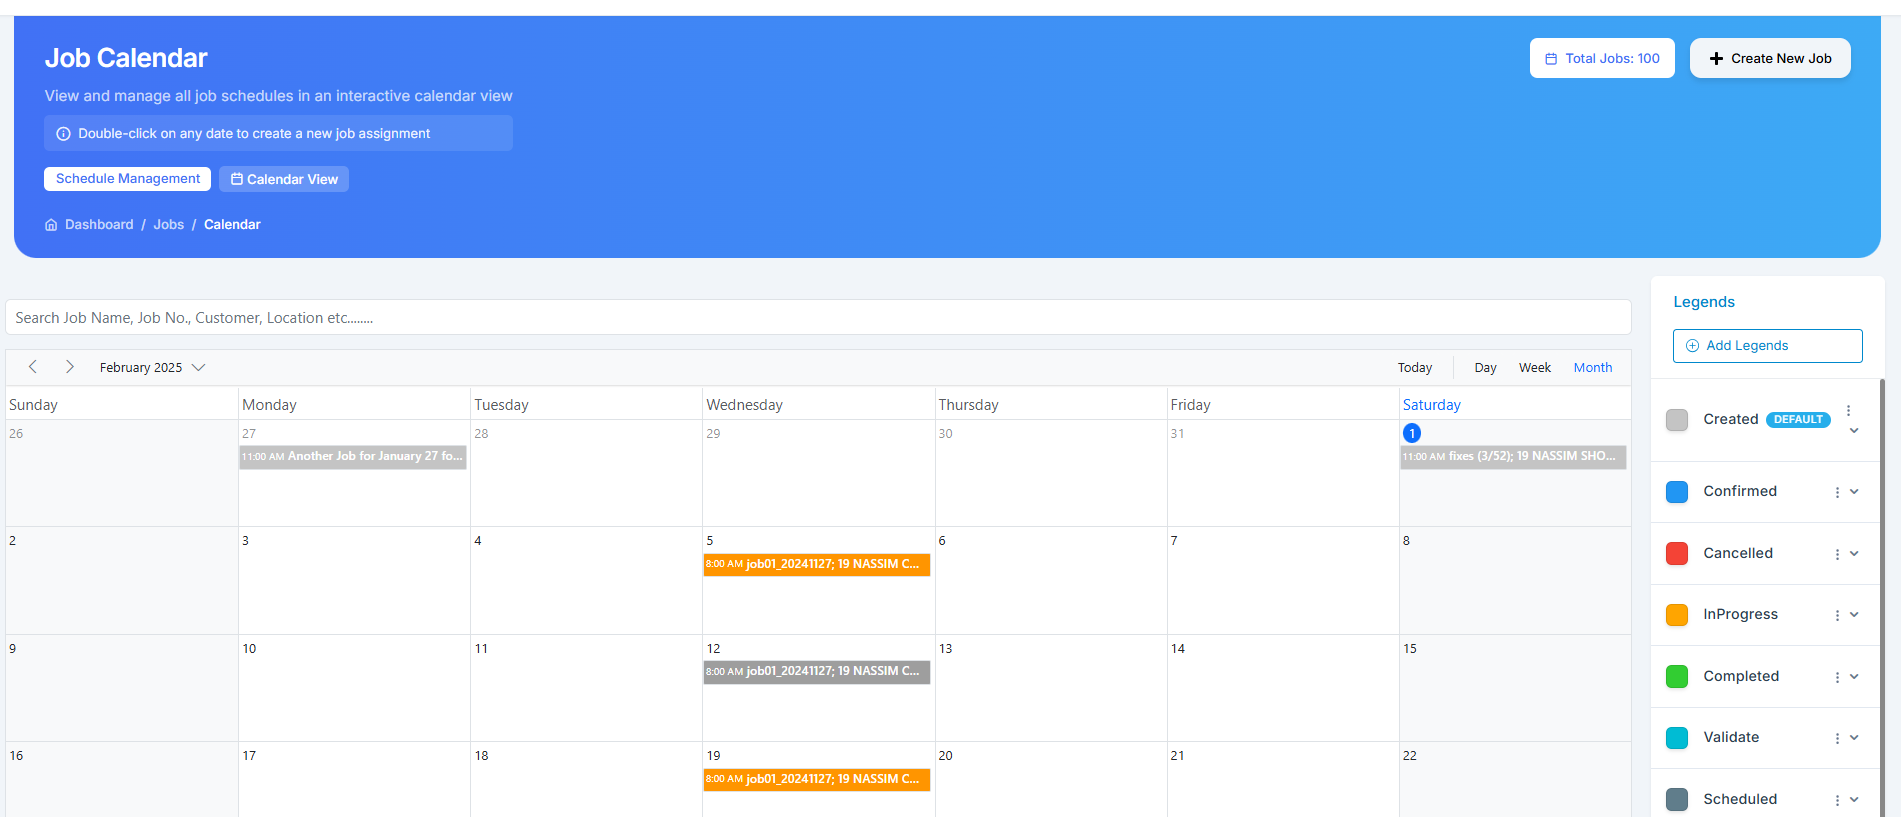 Job Calendar
Total Jobs: 100
Create New Job
View and manage all job schedules in an interactive calendar view
Double-click on any date to create a new job assignment
Schedule Management
Calendar View
Dashboard / Jobs / Calendar
Search Job Name, Job No., Customer, Location etc........
February 2025
Today
Day
Week
Month
Sunday
Monday
Tuesday
Wednesday
Thursday
Friday
Saturday
26
27
28
29
30
31
1
11:00 AM Another Job for January 27 fo...
11:00 AM fixes (3/52); 19 NASSIM SHO...
2
3
4
5
6
7
8
8:00 AM job01_20241127; 19 NASSIM C...
9
10
11
12
13
14
15
8:00 AM job01_20241127; 19 NASSIM C...
16
17
18
19
20
21
22
8:00 AM job01_20241127; 19 NASSIM C...
Legends
Add Legends
Created DEFAULT
Confirmed
Cancelled
InProgress
Completed
Validate
Scheduled